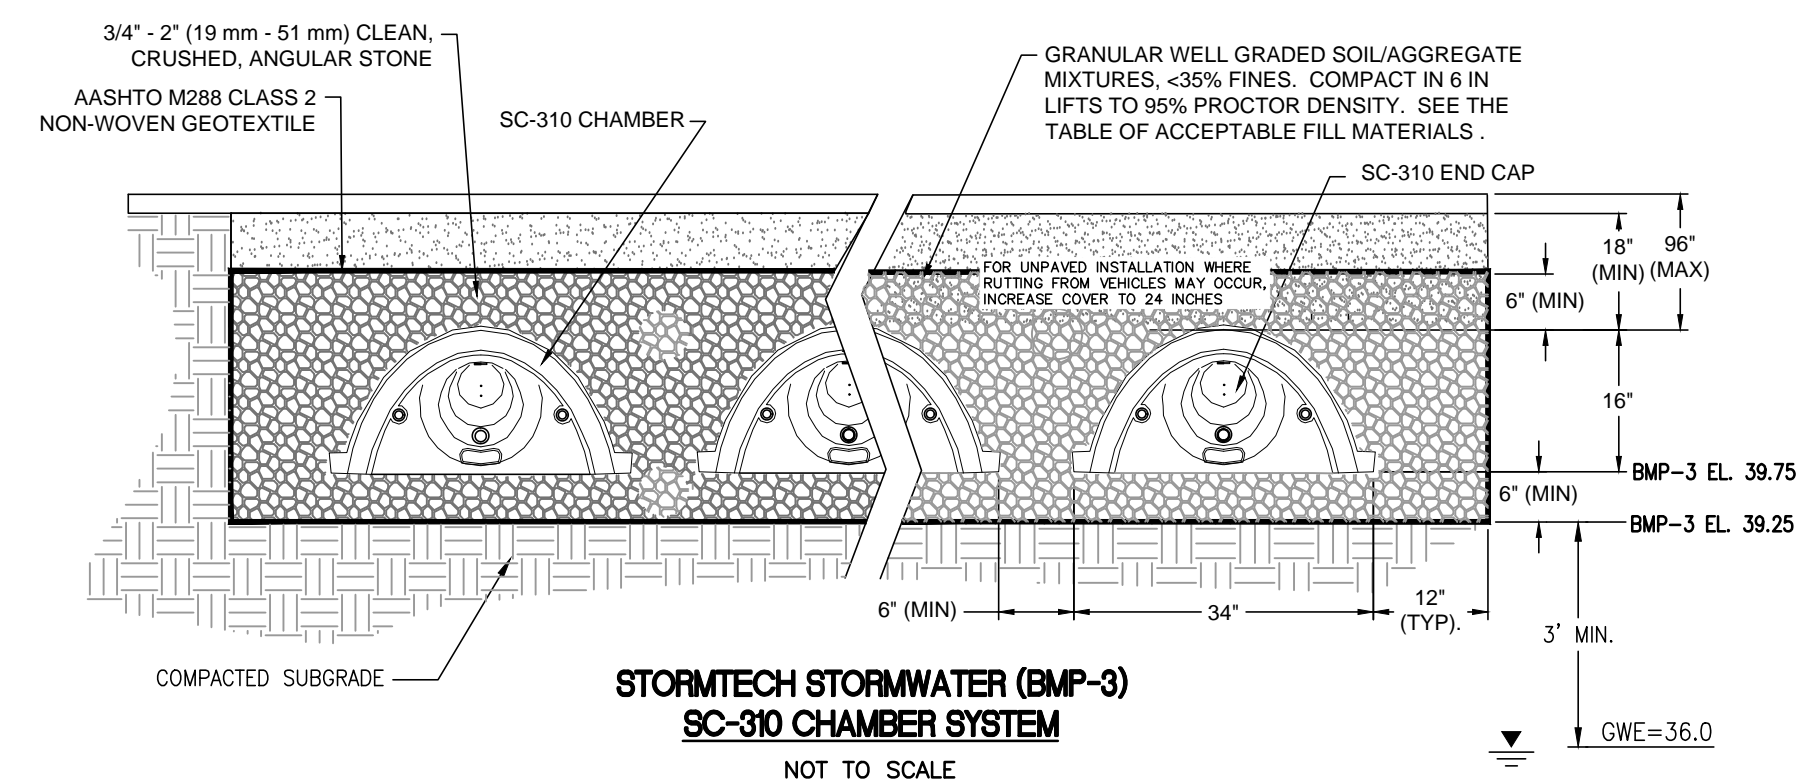 3/4" - 2" (19 mm - 51 mm) CLEAN,
CRUSHED, ANGULAR STONE
AASHTO M288 CLASS 2
NON-WOVEN GEOTEXTILE
SC-310 CHAMBER
GRANULAR WELL GRADED SOIL/AGGREGATE
MIXTURES, <35% FINES. COMPACT IN 6 IN
LIFTS TO 95% PROCTOR DENSITY. SEE THE
TABLE OF ACCEPTABLE FILL MATERIALS .
SC-310 END CAP
FOR UNPAVED INSTALLATION WHERE
RUTTING FROM VEHICLES MAY OCCUR,
INCREASE COVER TO 24 INCHES
18"
(MIN)
96"
(MAX)
6" (MIN)
16"
BMP-3 EL. 39.75
6" (MIN)
BMP-3 EL. 39.25
6" (MIN)
34"
12"
(TYP).
3' MIN.
COMPACTED SUBGRADE
STORMTECH STORMWATER (BMP-3)
SC-310 CHAMBER SYSTEM
NOT TO SCALE
GWE=36.0